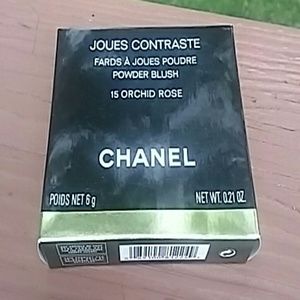 JOUES CONTRASTE
FARDS À JOUES POUDRE
POWDER BLUSH
15 ORCHID ROSE
CHANEL
POIDS NET 6 g NET WT. 0.21 OZ.